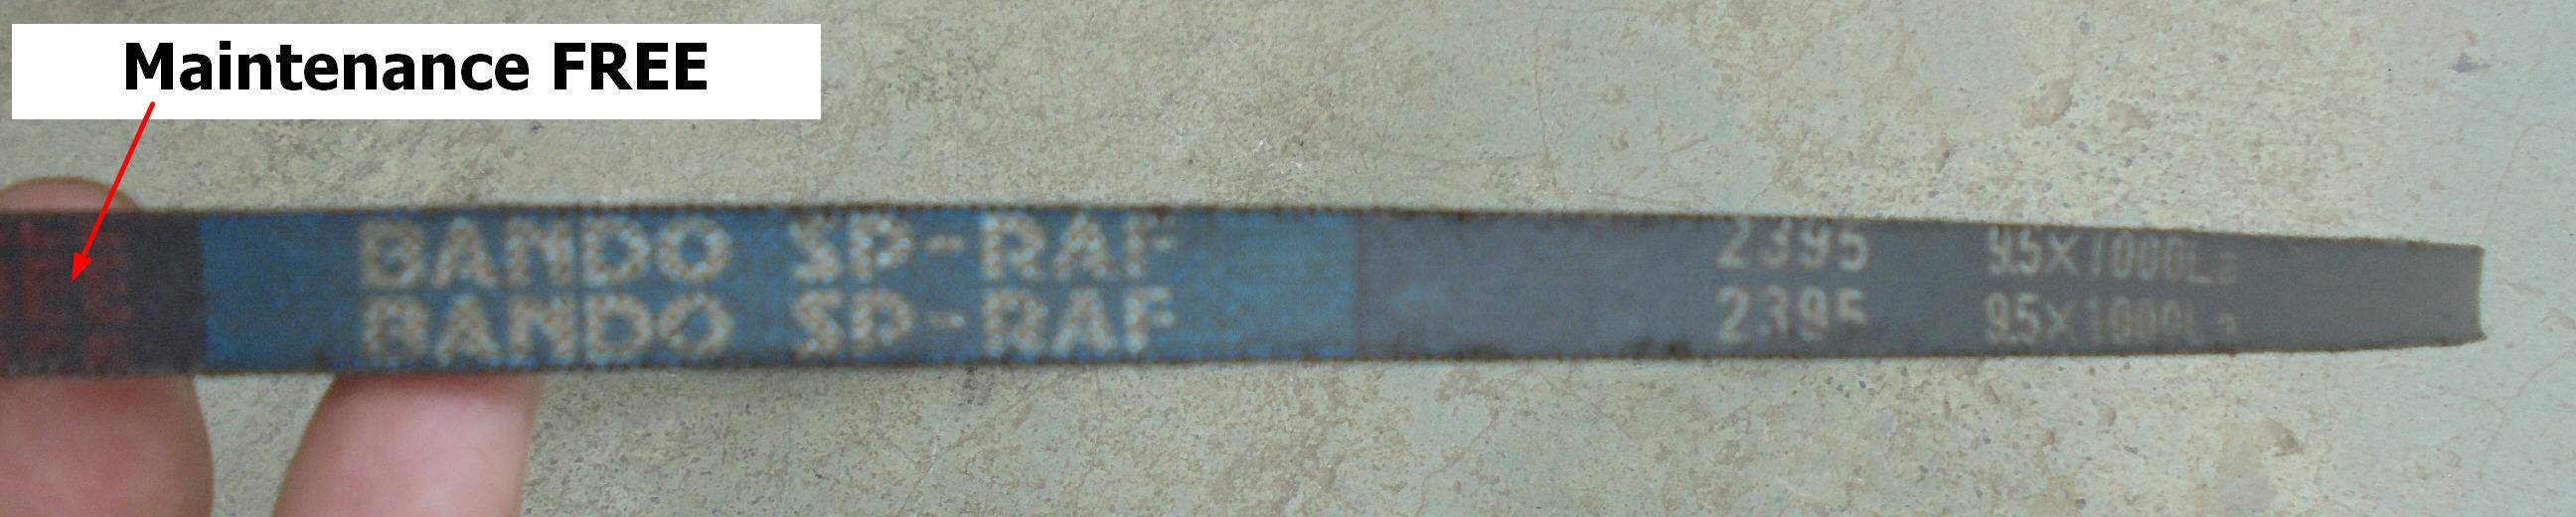 Maintenance FREE
BANDO SP-RAF 2395 9.5X1000La
BANDO SP-RAF 2395 9.5X1000La